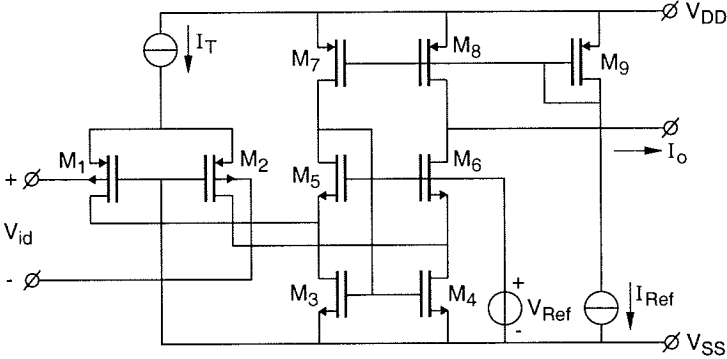 V_DD
I_T
M_7
M_8
M_9
M_1
M_2
M_5
M_6
+
I_o
V_id
-
M_3
M_4
+
V_Ref
-
I_Ref
V_SS